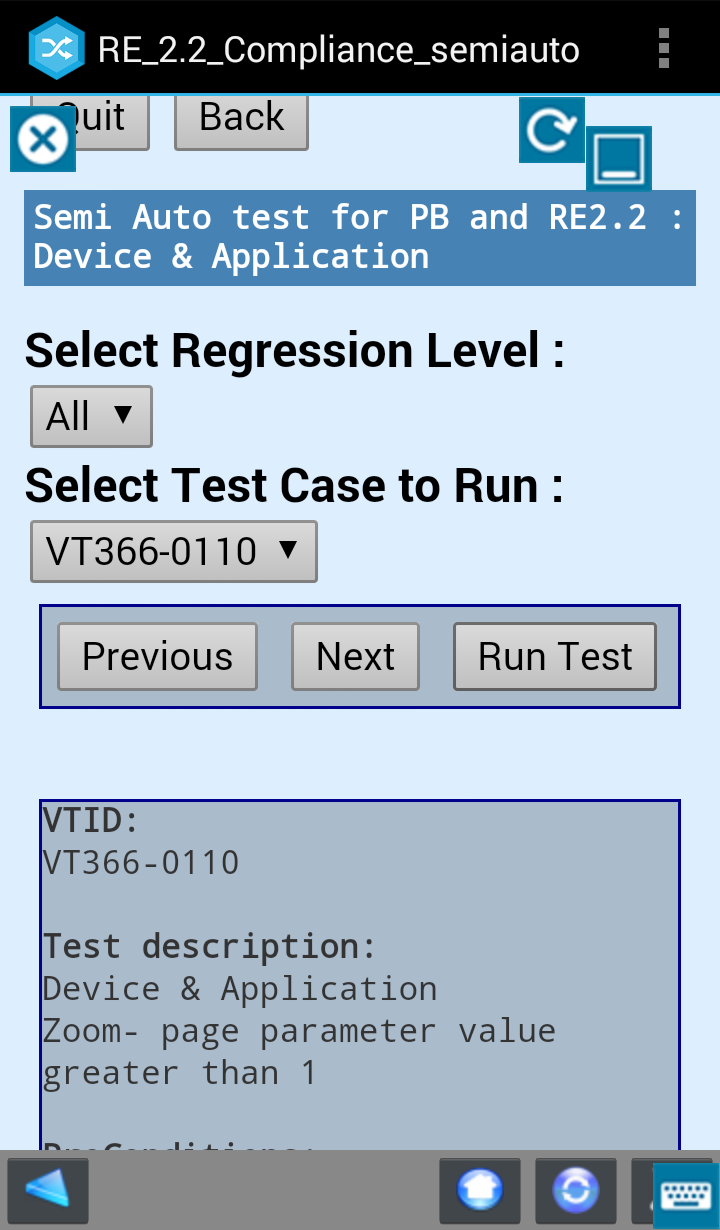 RE_2.2_Compliance_semiauto
Quit Back
Semi Auto test for PB and RE2.2 :
Device & Application
Select Regression Level :
All ▼
Select Test Case to Run :
VT366-0110 ▼
Previous Next Run Test
VTID:
VT366-0110
Test description:
Device & Application
Zoom- page parameter value
greater than 1
PreConditions: